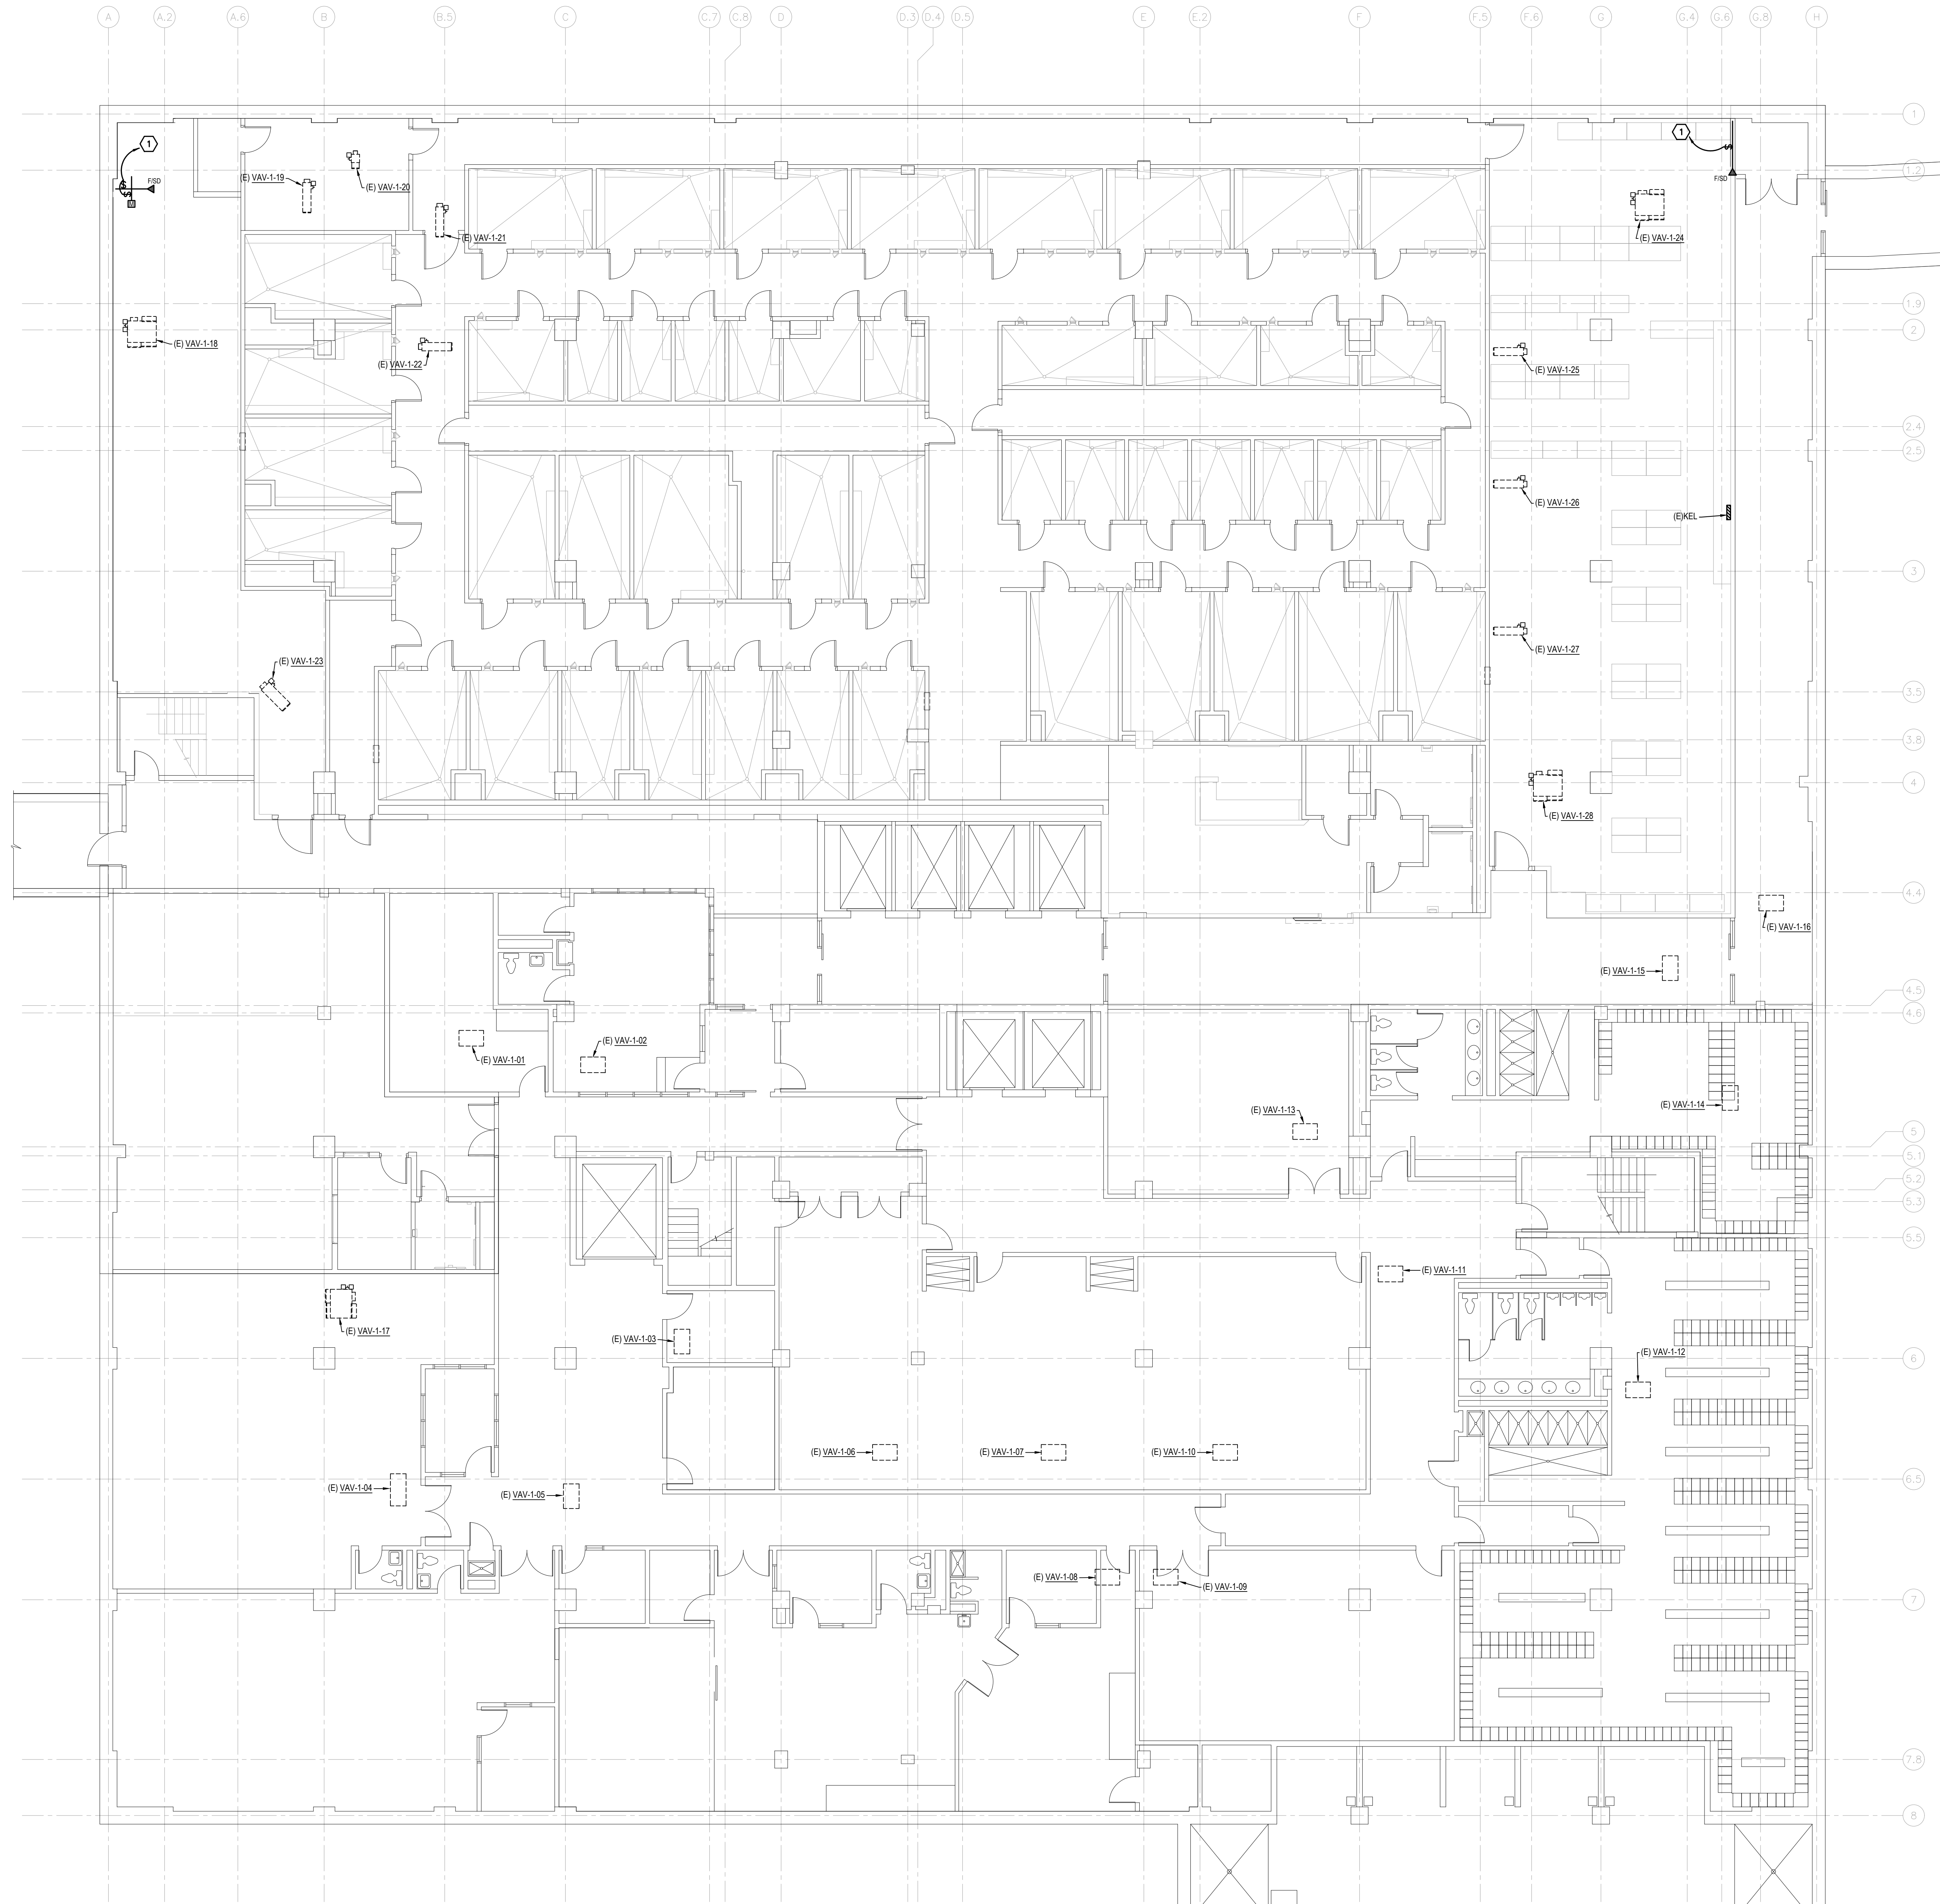 A
A.2
A.6
B
B.5
C
C.7
C.8
D
D.3
D.4
D.5
E
E.2
F
F.5
F.6
G
G.4
G.6
G.8
H
1
1
1
F/SD
F/SD
1.2
(E) VAV-1-19
(E) VAV-1-20
(E) VAV-1-21
(E) VAV-1-24
1.9
2
(E) VAV-1-18
(E) VAV-1-22
(E) VAV-1-25
2.4
2.5
(E) VAV-1-26
(E)KEL
3
(E) VAV-1-27
(E) VAV-1-23
3.5
3.8
4
(E) VAV-1-28
4.4
(E) VAV-1-16
(E) VAV-1-15
4.5
4.6
(E) VAV-1-01
(E) VAV-1-02
(E) VAV-1-13
(E) VAV-1-14
5
5.1
5.2
5.3
5.5
(E) VAV-1-11
(E) VAV-1-17
(E) VAV-1-03
(E) VAV-1-12
6
(E) VAV-1-06
(E) VAV-1-07
(E) VAV-1-10
6.5
(E) VAV-1-04
(E) VAV-1-05
(E) VAV-1-08
(E) VAV-1-09
7
7.8
8